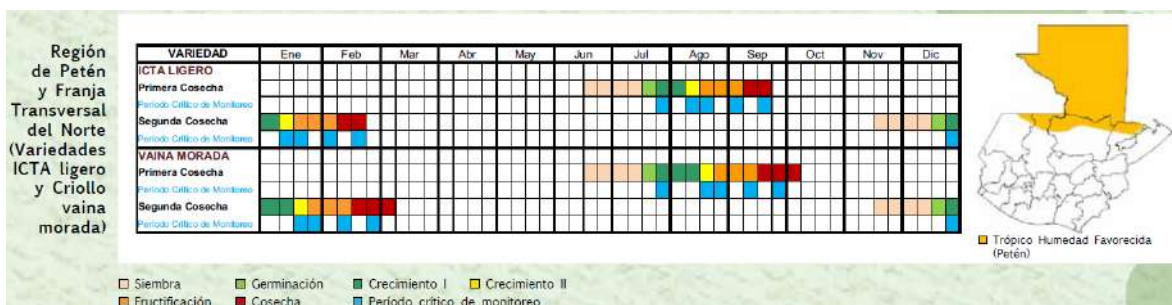 Región
de Petén
y Franja
Transversal
del Norte
(Variedades
ICTA ligero
y Criollo
vaina
morada)
VARIEDAD Ene Feb Mar Abr May Jun Jul Ago Sep Oct Nov Dic
ICTA LIGERO
Primera Cosecha
Período Crítico de Monitoreo
Segunda Cosecha
Período Crítico de Monitoreo
VAINA MORADA
Primera Cosecha
Período Crítico de Monitoreo
Segunda Cosecha
Período Crítico de Monitoreo
Trópico Humedad Favorecida
(Petén)
Siembra Germinación Crecimiento I Crecimiento II
Fructificación Cosecha Período crítico de monitoreo